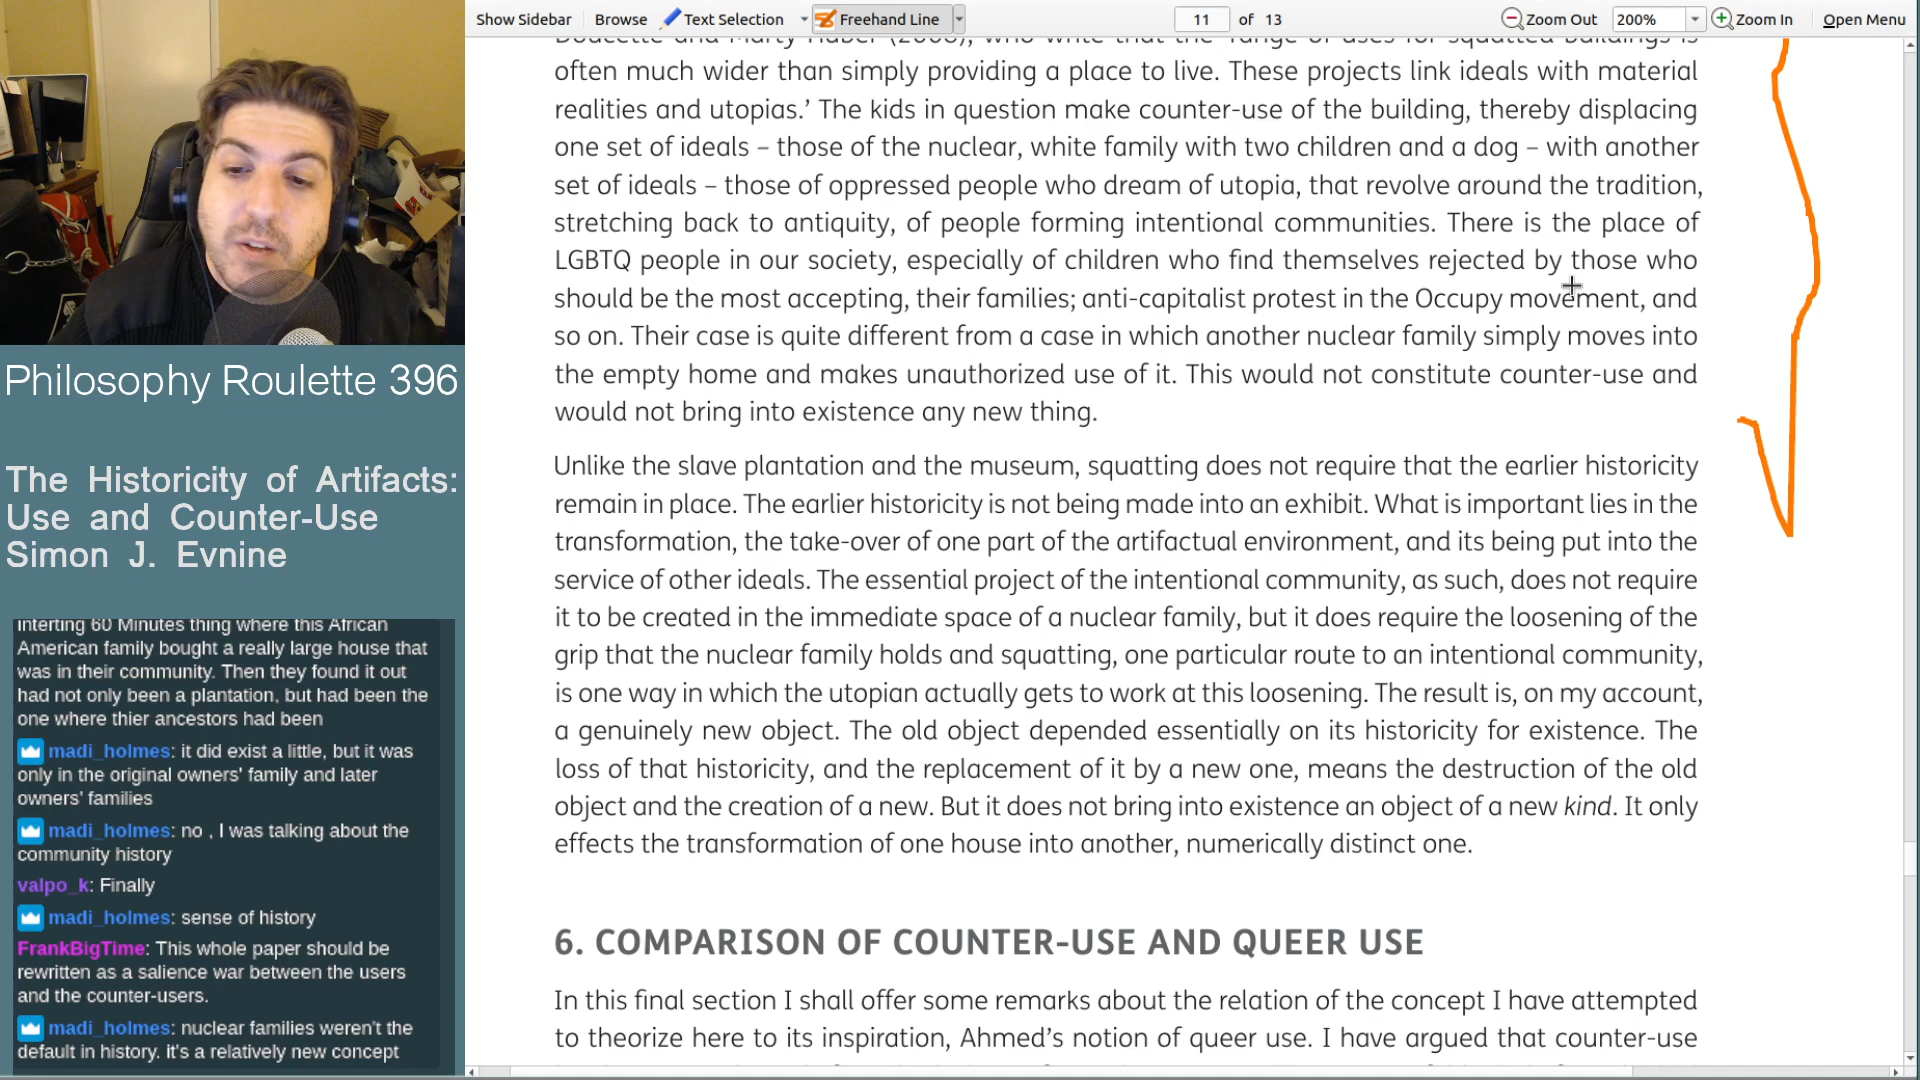 Show Sidebar Browse Text Selection Freehand Line 11 of 13 Zoom Out 200% Zoom In Open Menu
Doucette and Marty Huber (2008), who write that the 'range of uses for squatted buildings is
often much wider than simply providing a place to live. These projects link ideals with material
realities and utopias.' The kids in question make counter-use of the building, thereby displacing
one set of ideals – those of the nuclear, white family with two children and a dog – with another
set of ideals – those of oppressed people who dream of utopia, that revolve around the tradition,
stretching back to antiquity, of people forming intentional communities. There is the place of
LGBTQ people in our society, especially of children who find themselves rejected by those who
should be the most accepting, their families; anti-capitalist protest in the Occupy movement, and
so on. Their case is quite different from a case in which another nuclear family simply moves into
the empty home and makes unauthorized use of it. This would not constitute counter-use and
would not bring into existence any new thing.
Unlike the slave plantation and the museum, squatting does not require that the earlier historicity
remain in place. The earlier historicity is not being made into an exhibit. What is important lies in the
transformation, the take-over of one part of the artifactual environment, and its being put into the
service of other ideals. The essential project of the intentional community, as such, does not require
it to be created in the immediate space of a nuclear family, but it does require the loosening of the
grip that the nuclear family holds and squatting, one particular route to an intentional community,
is one way in which the utopian actually gets to work at this loosening. The result is, on my account,
a genuinely new object. The old object depended essentially on its historicity for existence. The
loss of that historicity, and the replacement of it by a new one, means the destruction of the old
object and the creation of a new. But it does not bring into existence an object of a new kind. It only
effects the transformation of one house into another, numerically distinct one.
6. COMPARISON OF COUNTER-USE AND QUEER USE
In this final section I shall offer some remarks about the relation of the concept I have attempted
to theorize here to its inspiration, Ahmed's notion of queer use. I have argued that counter-use
Philosophy Roulette 396
The Historicity of Artifacts:
Use and Counter-Use
Simon J. Evnine
interting 60 Minutes thing where this African
American family bought a really large house that
was in their community. Then they found it out
had not only been a plantation, but had been the
one where thier ancestors had been
madi_holmes: it did exist a little, but it was
only in the original owners' family and later
owners' families
madi_holmes: no , I was talking about the
community history
valpo_k: Finally
madi_holmes: sense of history
FrankBigTime: This whole paper should be
rewritten as a salience war between the users
and the counter-users.
madi_holmes: nuclear families weren't the
default in history. it's a relatively new concept